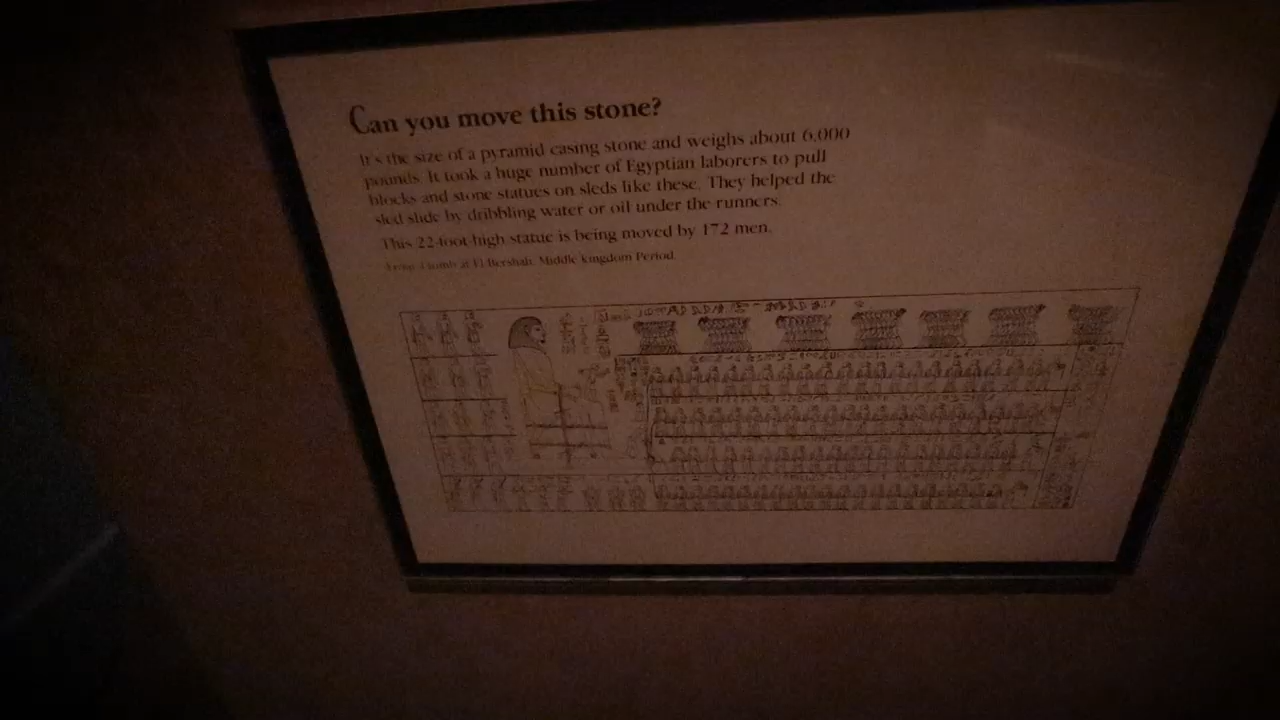 Can you move this stone?
It's the size of a pyramid casing stone and weighs about 6,000
pounds. It took a huge number of Egyptian laborers to pull
blocks and stone statues on sleds like these. They helped the
sled slide by dribbling water or oil under the runners.
This 22-foot-high statue is being moved by 172 men.
From a tomb at El Bersheh, Middle Kingdom Period.